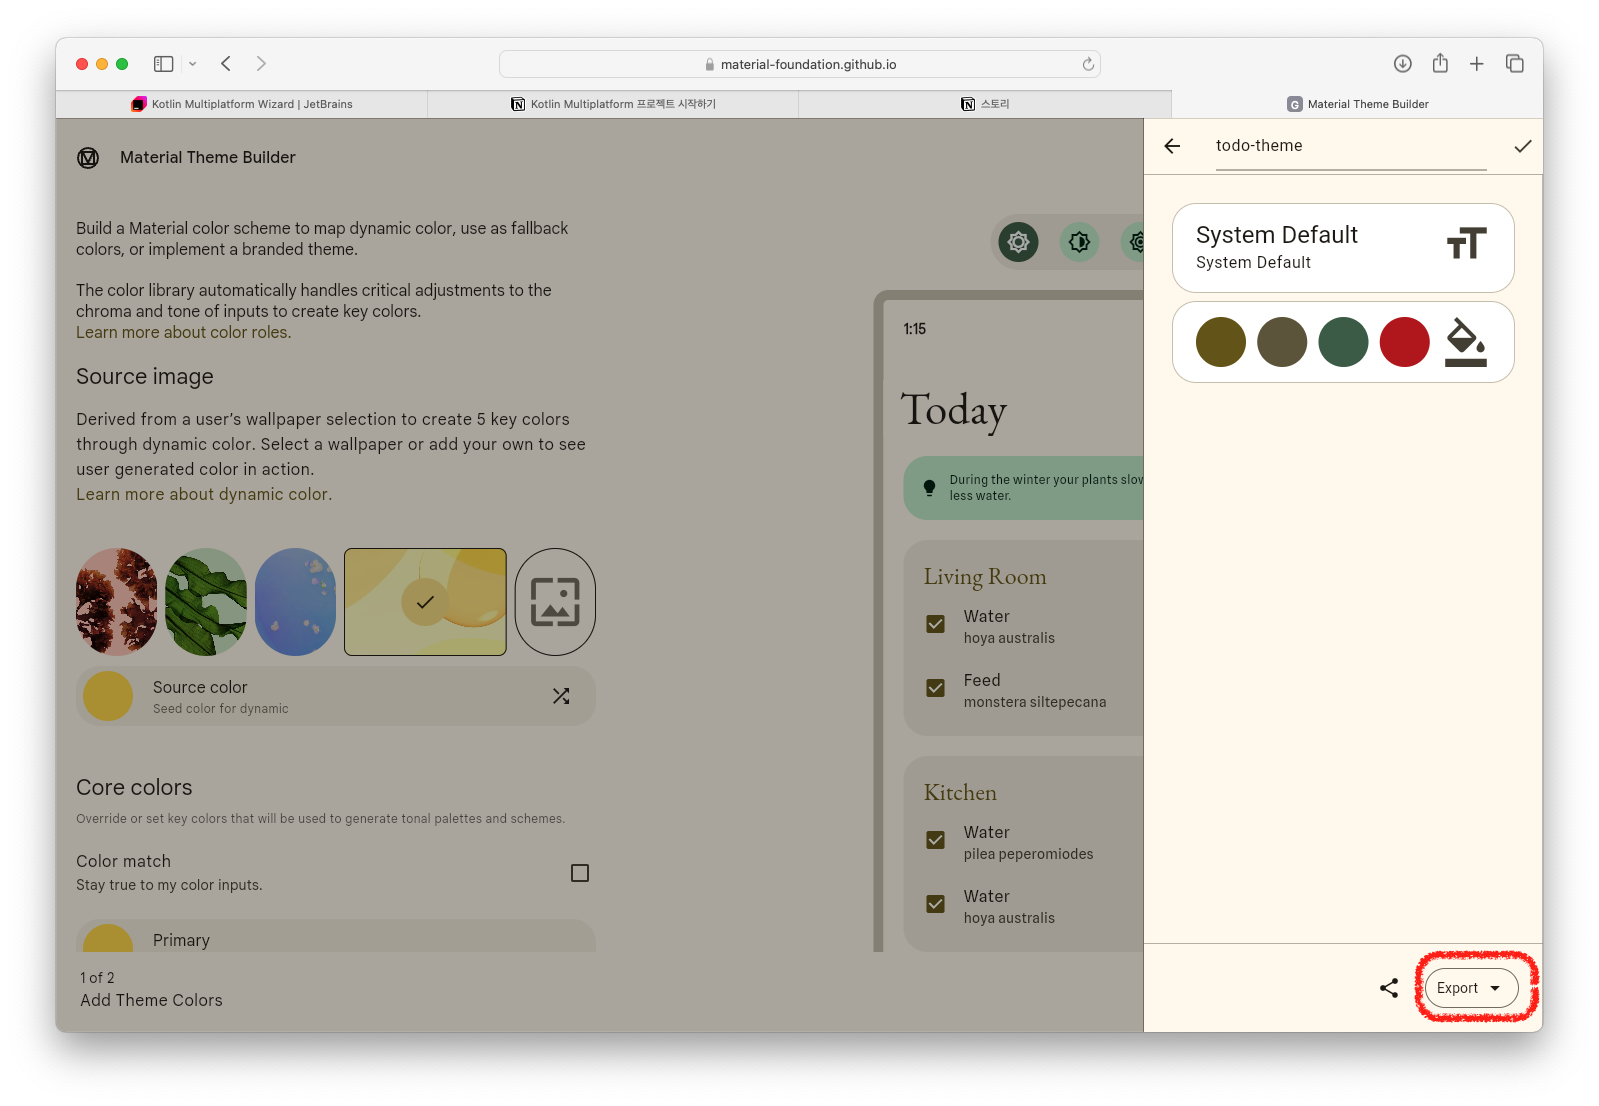 material-foundation.github.io
Kotlin Multiplatform Wizard | JetBrains
Kotlin Multiplatform 프로젝트 시작하기
스토리
G
Material Theme Builder
Material Theme Builder
Build a Material color scheme to map dynamic color, use as fallback
colors, or implement a branded theme.
The color library automatically handles critical adjustments to the
chroma and tone of inputs to create key colors.
Learn more about color roles.
Source image
Derived from a user’s wallpaper selection to create 5 key colors
through dynamic color. Select a wallpaper or add your own to see
user generated color in action.
Learn more about dynamic color.
Source color
Seed color for dynamic
Core colors
Override or set key colors that will be used to generate tonal palettes and schemes.
Color match
Stay true to my color inputs.
Primary
1 of 2
Add Theme Colors
1:15
Today
During the winter your plants slow
less water.
Living Room
Water
hoya australis
Feed
monstera siltepecana
Kitchen
Water
pilea peperomiodes
Water
hoya australis
todo-theme
System Default
System Default
Export